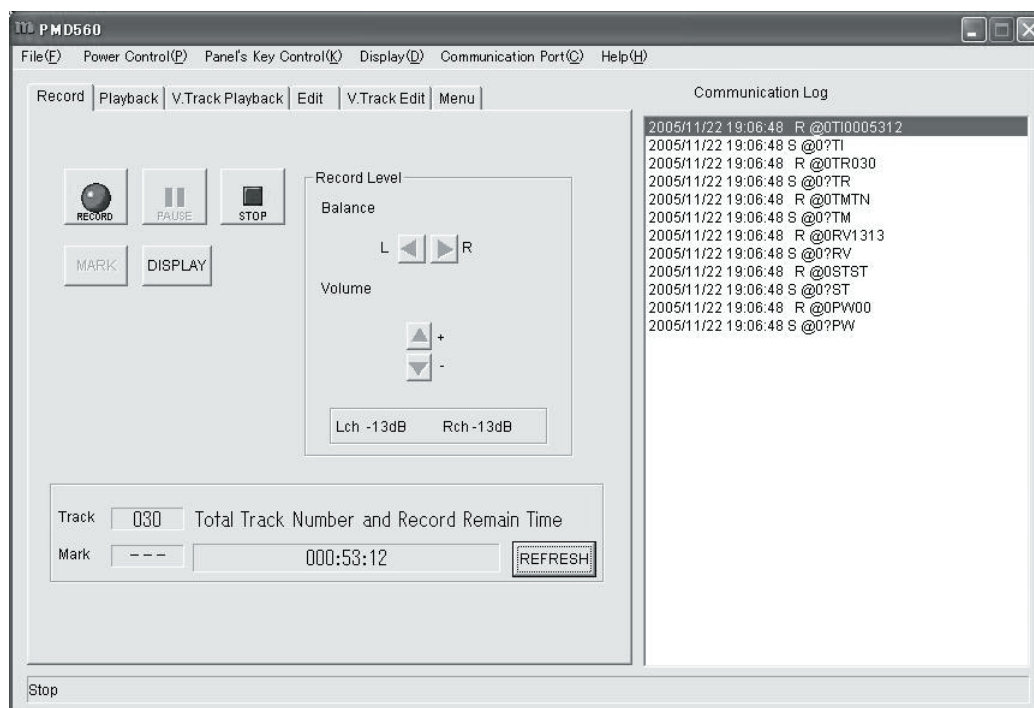 PMD560
File(F) Power Control(P) Panel's Key Control(K) Display(D) Communication Port(C) Help(H)
Record Playback V.Track Playback Edit V.Track Edit Menu
RECORD PAUSE STOP
MARK DISPLAY
Record Level
Balance
L R
Volume
+
-
Lch -13dB Rch -13dB
Track 030 Total Track Number and Record Remain Time
Mark --- 000:53:12 REFRESH
Communication Log
2005/11/22 19:06:48 R @0TI0005312
2005/11/22 19:06:48 S @0?TI
2005/11/22 19:06:48 R @0TR030
2005/11/22 19:06:48 S @0?TR
2005/11/22 19:06:48 R @0TMTN
2005/11/22 19:06:48 S @0?TM
2005/11/22 19:06:48 R @0RV1313
2005/11/22 19:06:48 S @0?RV
2005/11/22 19:06:48 R @0STST
2005/11/22 19:06:48 S @0?ST
2005/11/22 19:06:48 R @0PW00
2005/11/22 19:06:48 S @0?PW
Stop